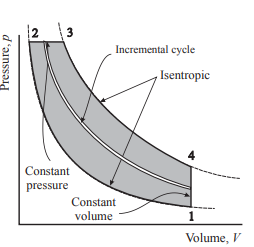 2 3
Incremental cycle
Isentropic
Pressure, p
4
Constant
pressure
Constant
volume
1
Volume, V